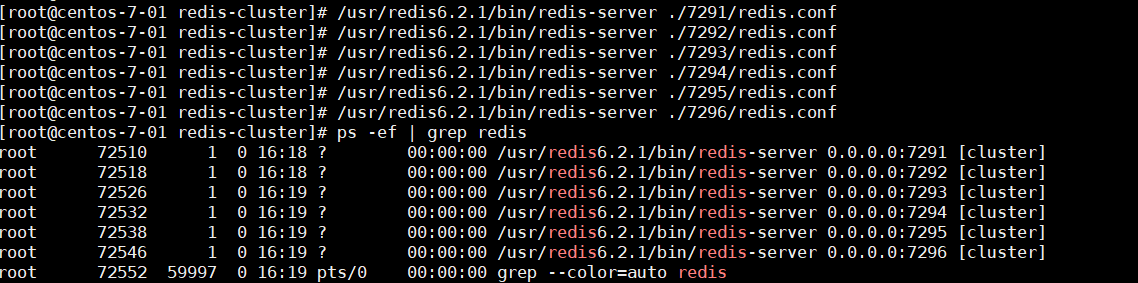 [root@centos-7-01 redis-cluster]# /usr/redis6.2.1/bin/redis-server ./7291/redis.conf
[root@centos-7-01 redis-cluster]# /usr/redis6.2.1/bin/redis-server ./7292/redis.conf
[root@centos-7-01 redis-cluster]# /usr/redis6.2.1/bin/redis-server ./7293/redis.conf
[root@centos-7-01 redis-cluster]# /usr/redis6.2.1/bin/redis-server ./7294/redis.conf
[root@centos-7-01 redis-cluster]# /usr/redis6.2.1/bin/redis-server ./7295/redis.conf
[root@centos-7-01 redis-cluster]# /usr/redis6.2.1/bin/redis-server ./7296/redis.conf
[root@centos-7-01 redis-cluster]# ps -ef | grep redis
root      72510      1  0 16:18 ?        00:00:00 /usr/redis6.2.1/bin/redis-server 0.0.0.0:7291 [cluster]
root      72518      1  0 16:18 ?        00:00:00 /usr/redis6.2.1/bin/redis-server 0.0.0.0:7292 [cluster]
root      72526      1  0 16:19 ?        00:00:00 /usr/redis6.2.1/bin/redis-server 0.0.0.0:7293 [cluster]
root      72532      1  0 16:19 ?        00:00:00 /usr/redis6.2.1/bin/redis-server 0.0.0.0:7294 [cluster]
root      72538      1  0 16:19 ?        00:00:00 /usr/redis6.2.1/bin/redis-server 0.0.0.0:7295 [cluster]
root      72546      1  0 16:19 ?        00:00:00 /usr/redis6.2.1/bin/redis-server 0.0.0.0:7296 [cluster]
root      72552  59997  0 16:19 pts/0    00:00:00 grep --color=auto redis